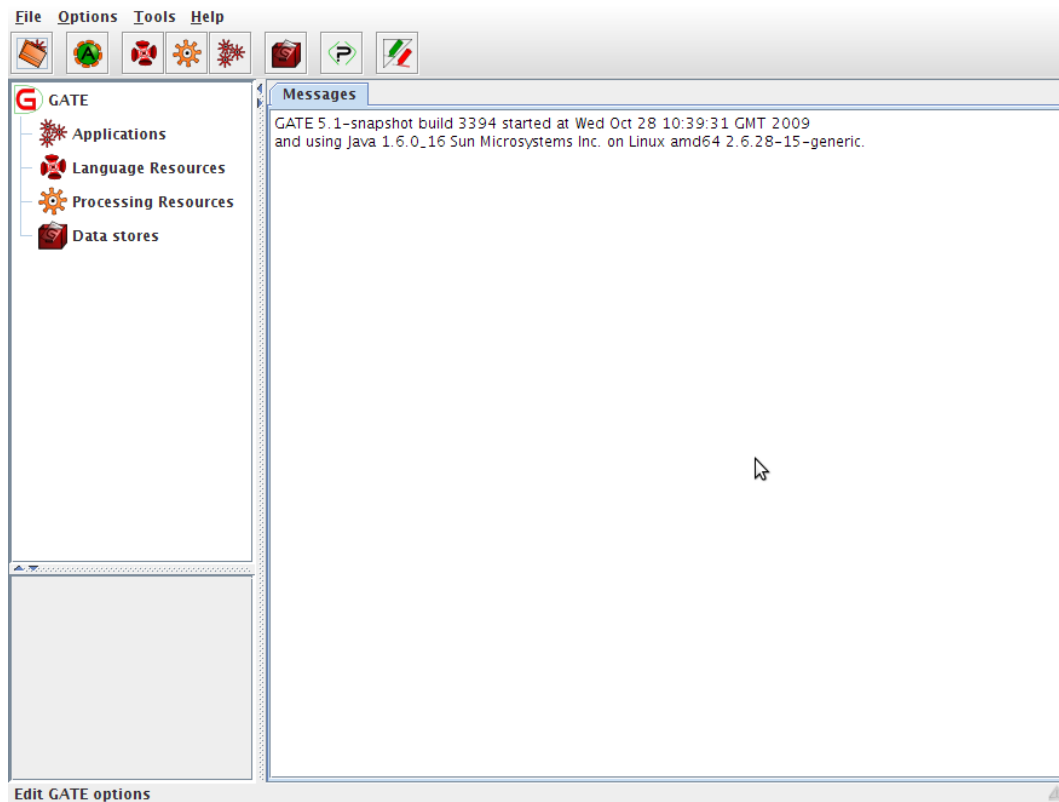 File Options Tools Help
GATE
Applications
Language Resources
Processing Resources
Data stores
Messages
GATE 5.1-snapshot build 3394 started at Wed Oct 28 10:39:31 GMT 2009
and using Java 1.6.0_16 Sun Microsystems Inc. on Linux amd64 2.6.28-15-generic.
Edit GATE options